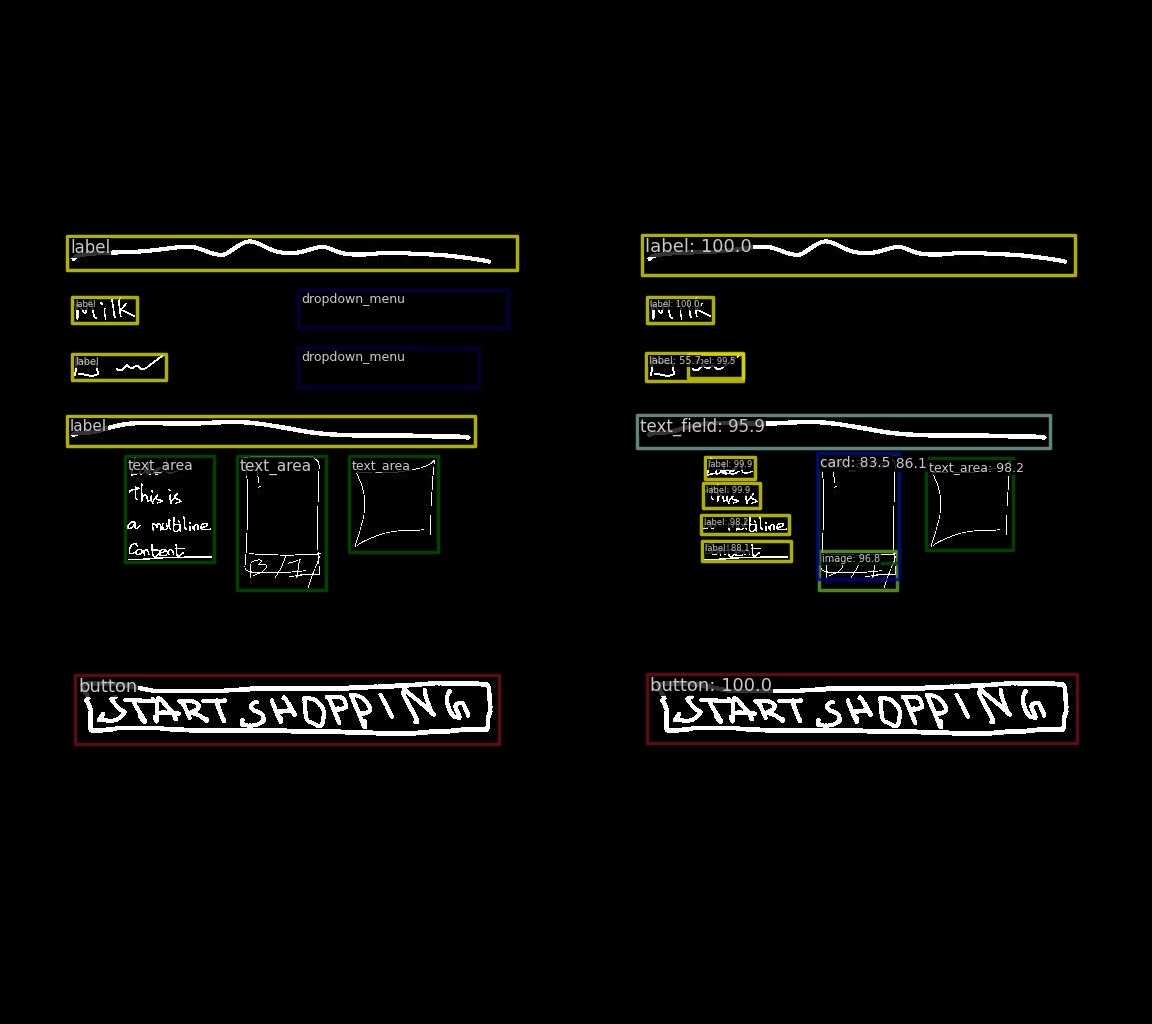 label
label: 100.0
label
Milk
dropdown_menu
label: 100.0
Milk
label
dropdown_menu
label: 55.7
label: 99.5
label
text_field: 95.9
text_area
This is
a multiline
Content
text_area
text_area
label: 99.9
label: 99.9
This is
label: 98.2
multiline
label: 88.1
card: 83.5
86.1
text_area: 98.2
image: 96.8
button
START SHOPPING
button: 100.0
START SHOPPING